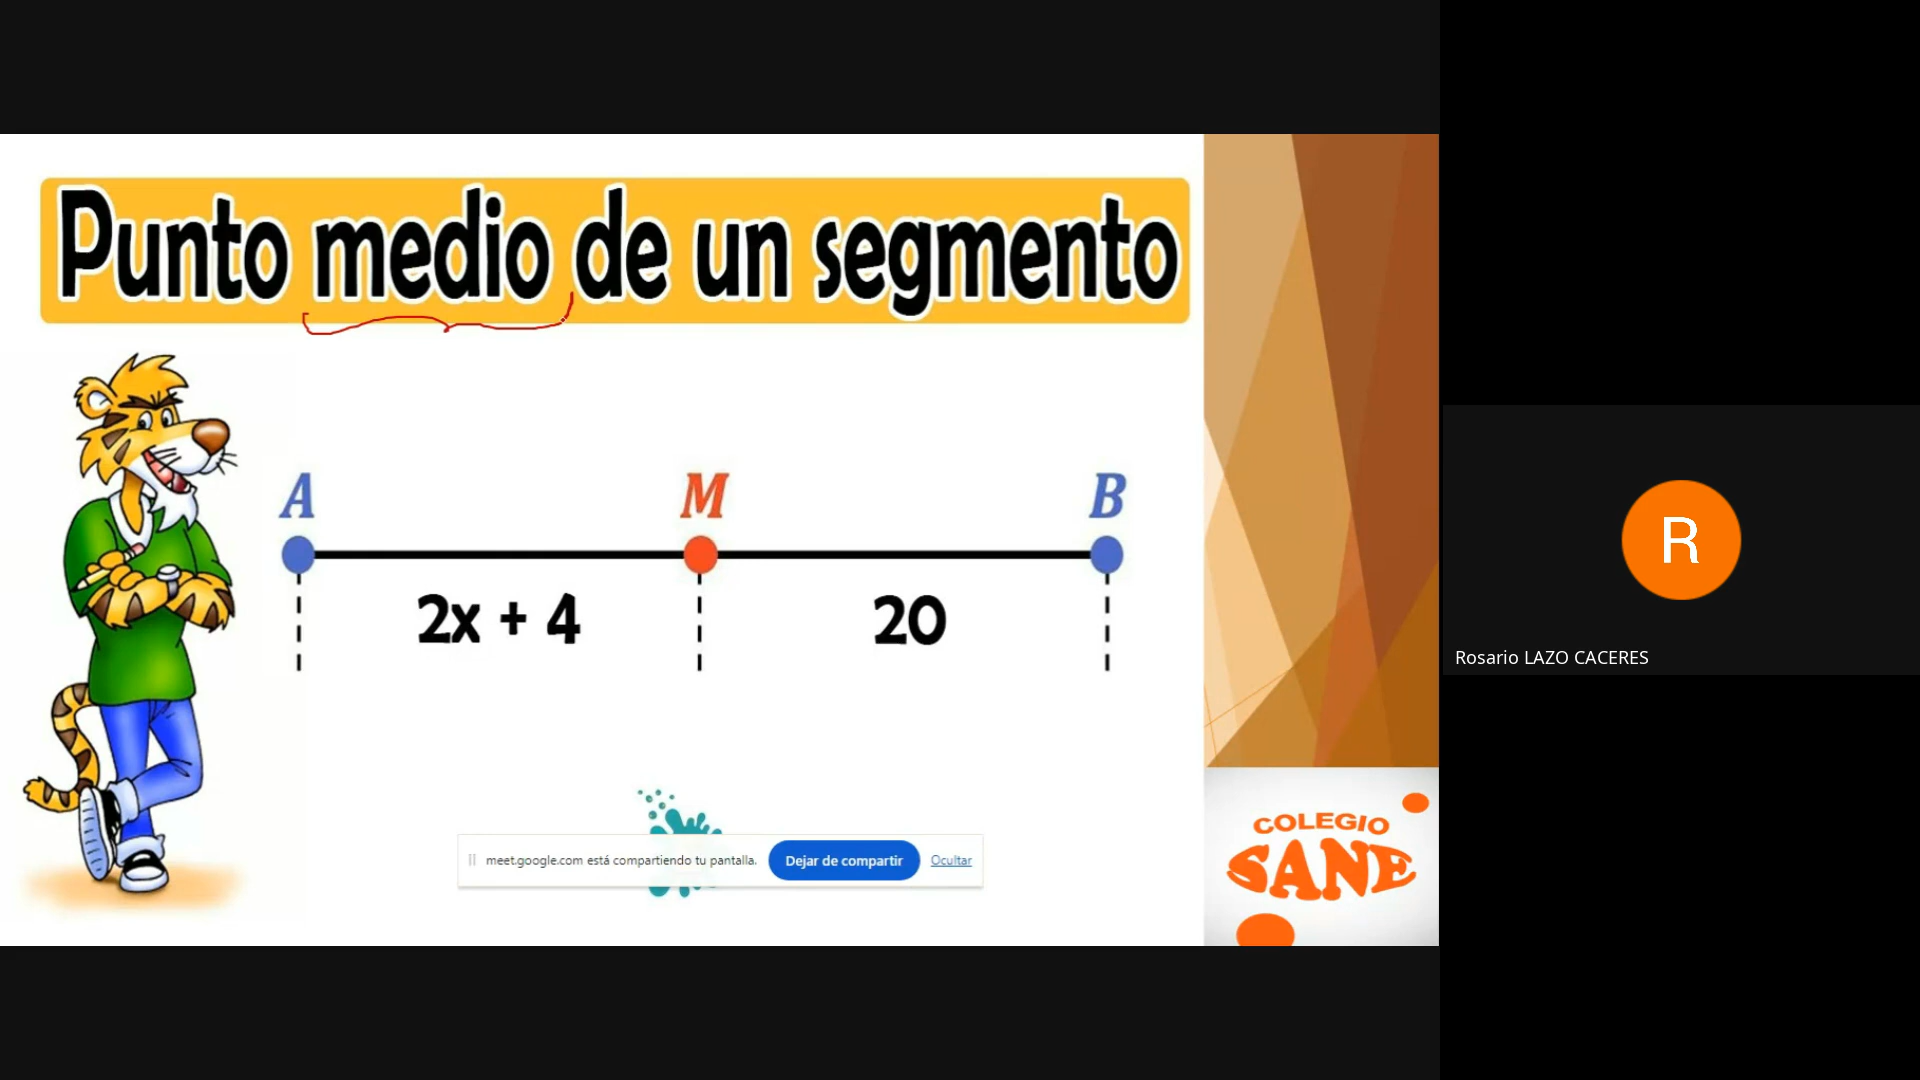 Punto medio de un segmento
A M B
2x + 4 20
meet.google.com está compartiendo tu pantalla. Dejar de compartir Ocultar
COLEGIO
SANE
R
Rosario LAZO CACERES